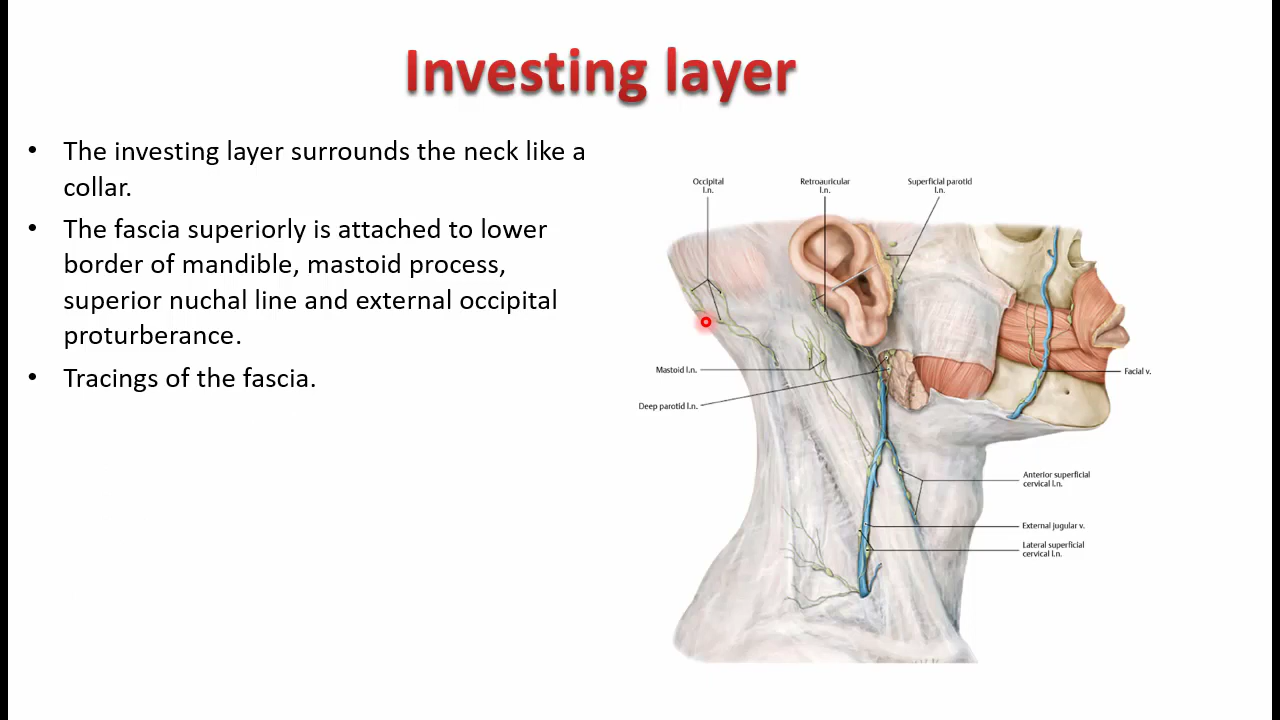 Investing layer
• The investing layer surrounds the neck like a
collar.
• The fascia superiorly is attached to lower
border of mandible, mastoid process,
superior nuchal line and external occipital
proturberance.
• Tracings of the fascia.
Occipital
l.n.
Retroauricular
l.n.
Superficial parotid
l.n.
Mastoid l.n.
Deep parotid l.n.
Facial v.
Anterior superficial
cervical l.n.
External jugular v.
Lateral superficial
cervical l.n.